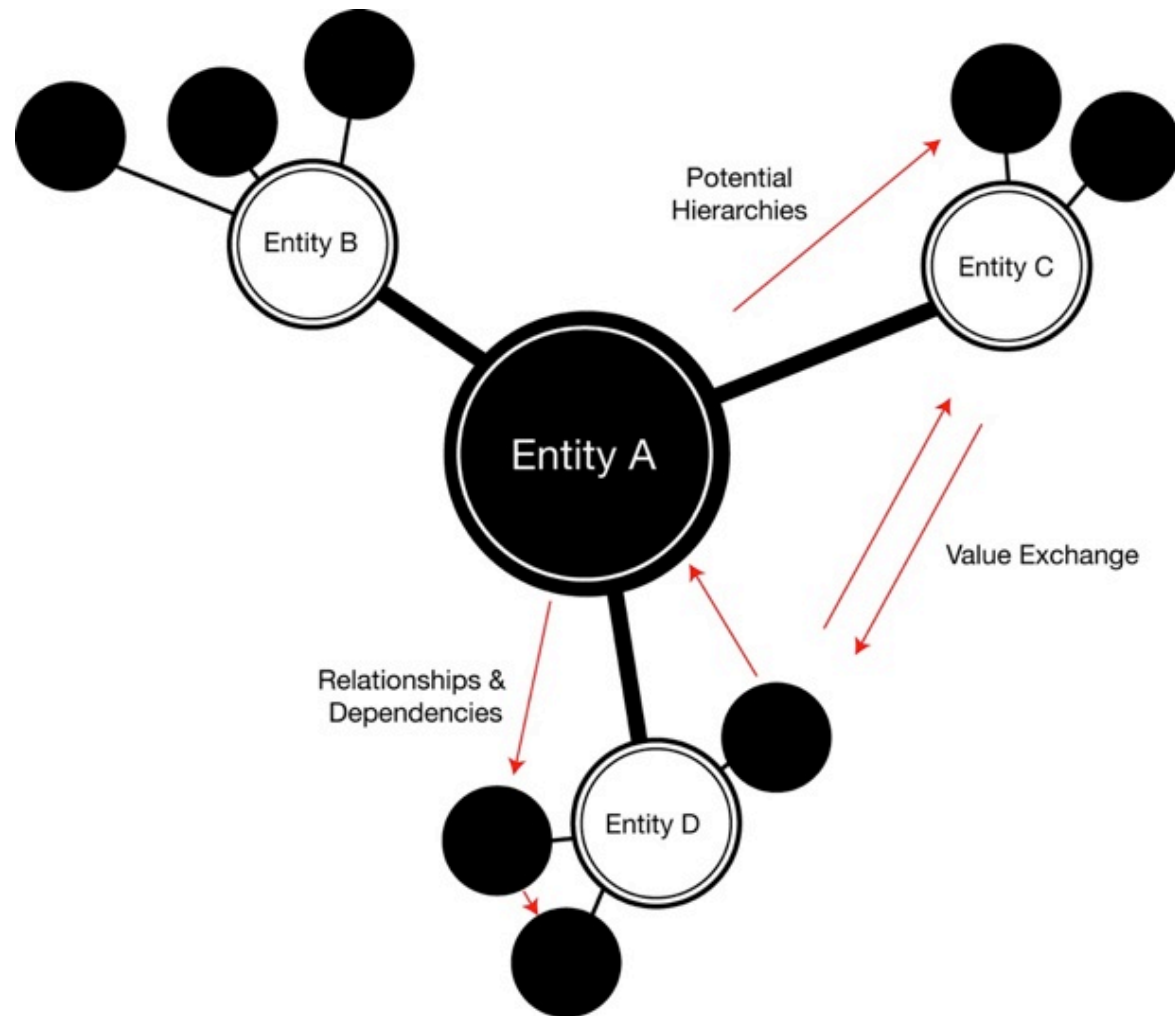 Potential
Hierarchies
Entity B
Entity C
Entity A
Value Exchange
Relationships &
Dependencies
Entity D